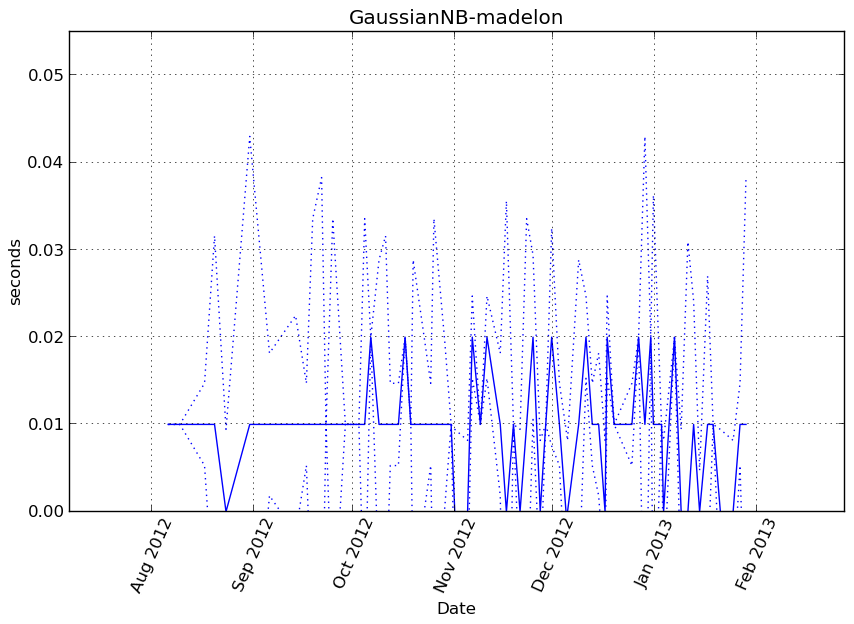 GaussianNB-madelon
0.05
0.04
0.03
0.02
0.01
0.00
seconds
Aug 2012
Sep 2012
Oct 2012
Nov 2012
Dec 2012
Jan 2013
Feb 2013
Date